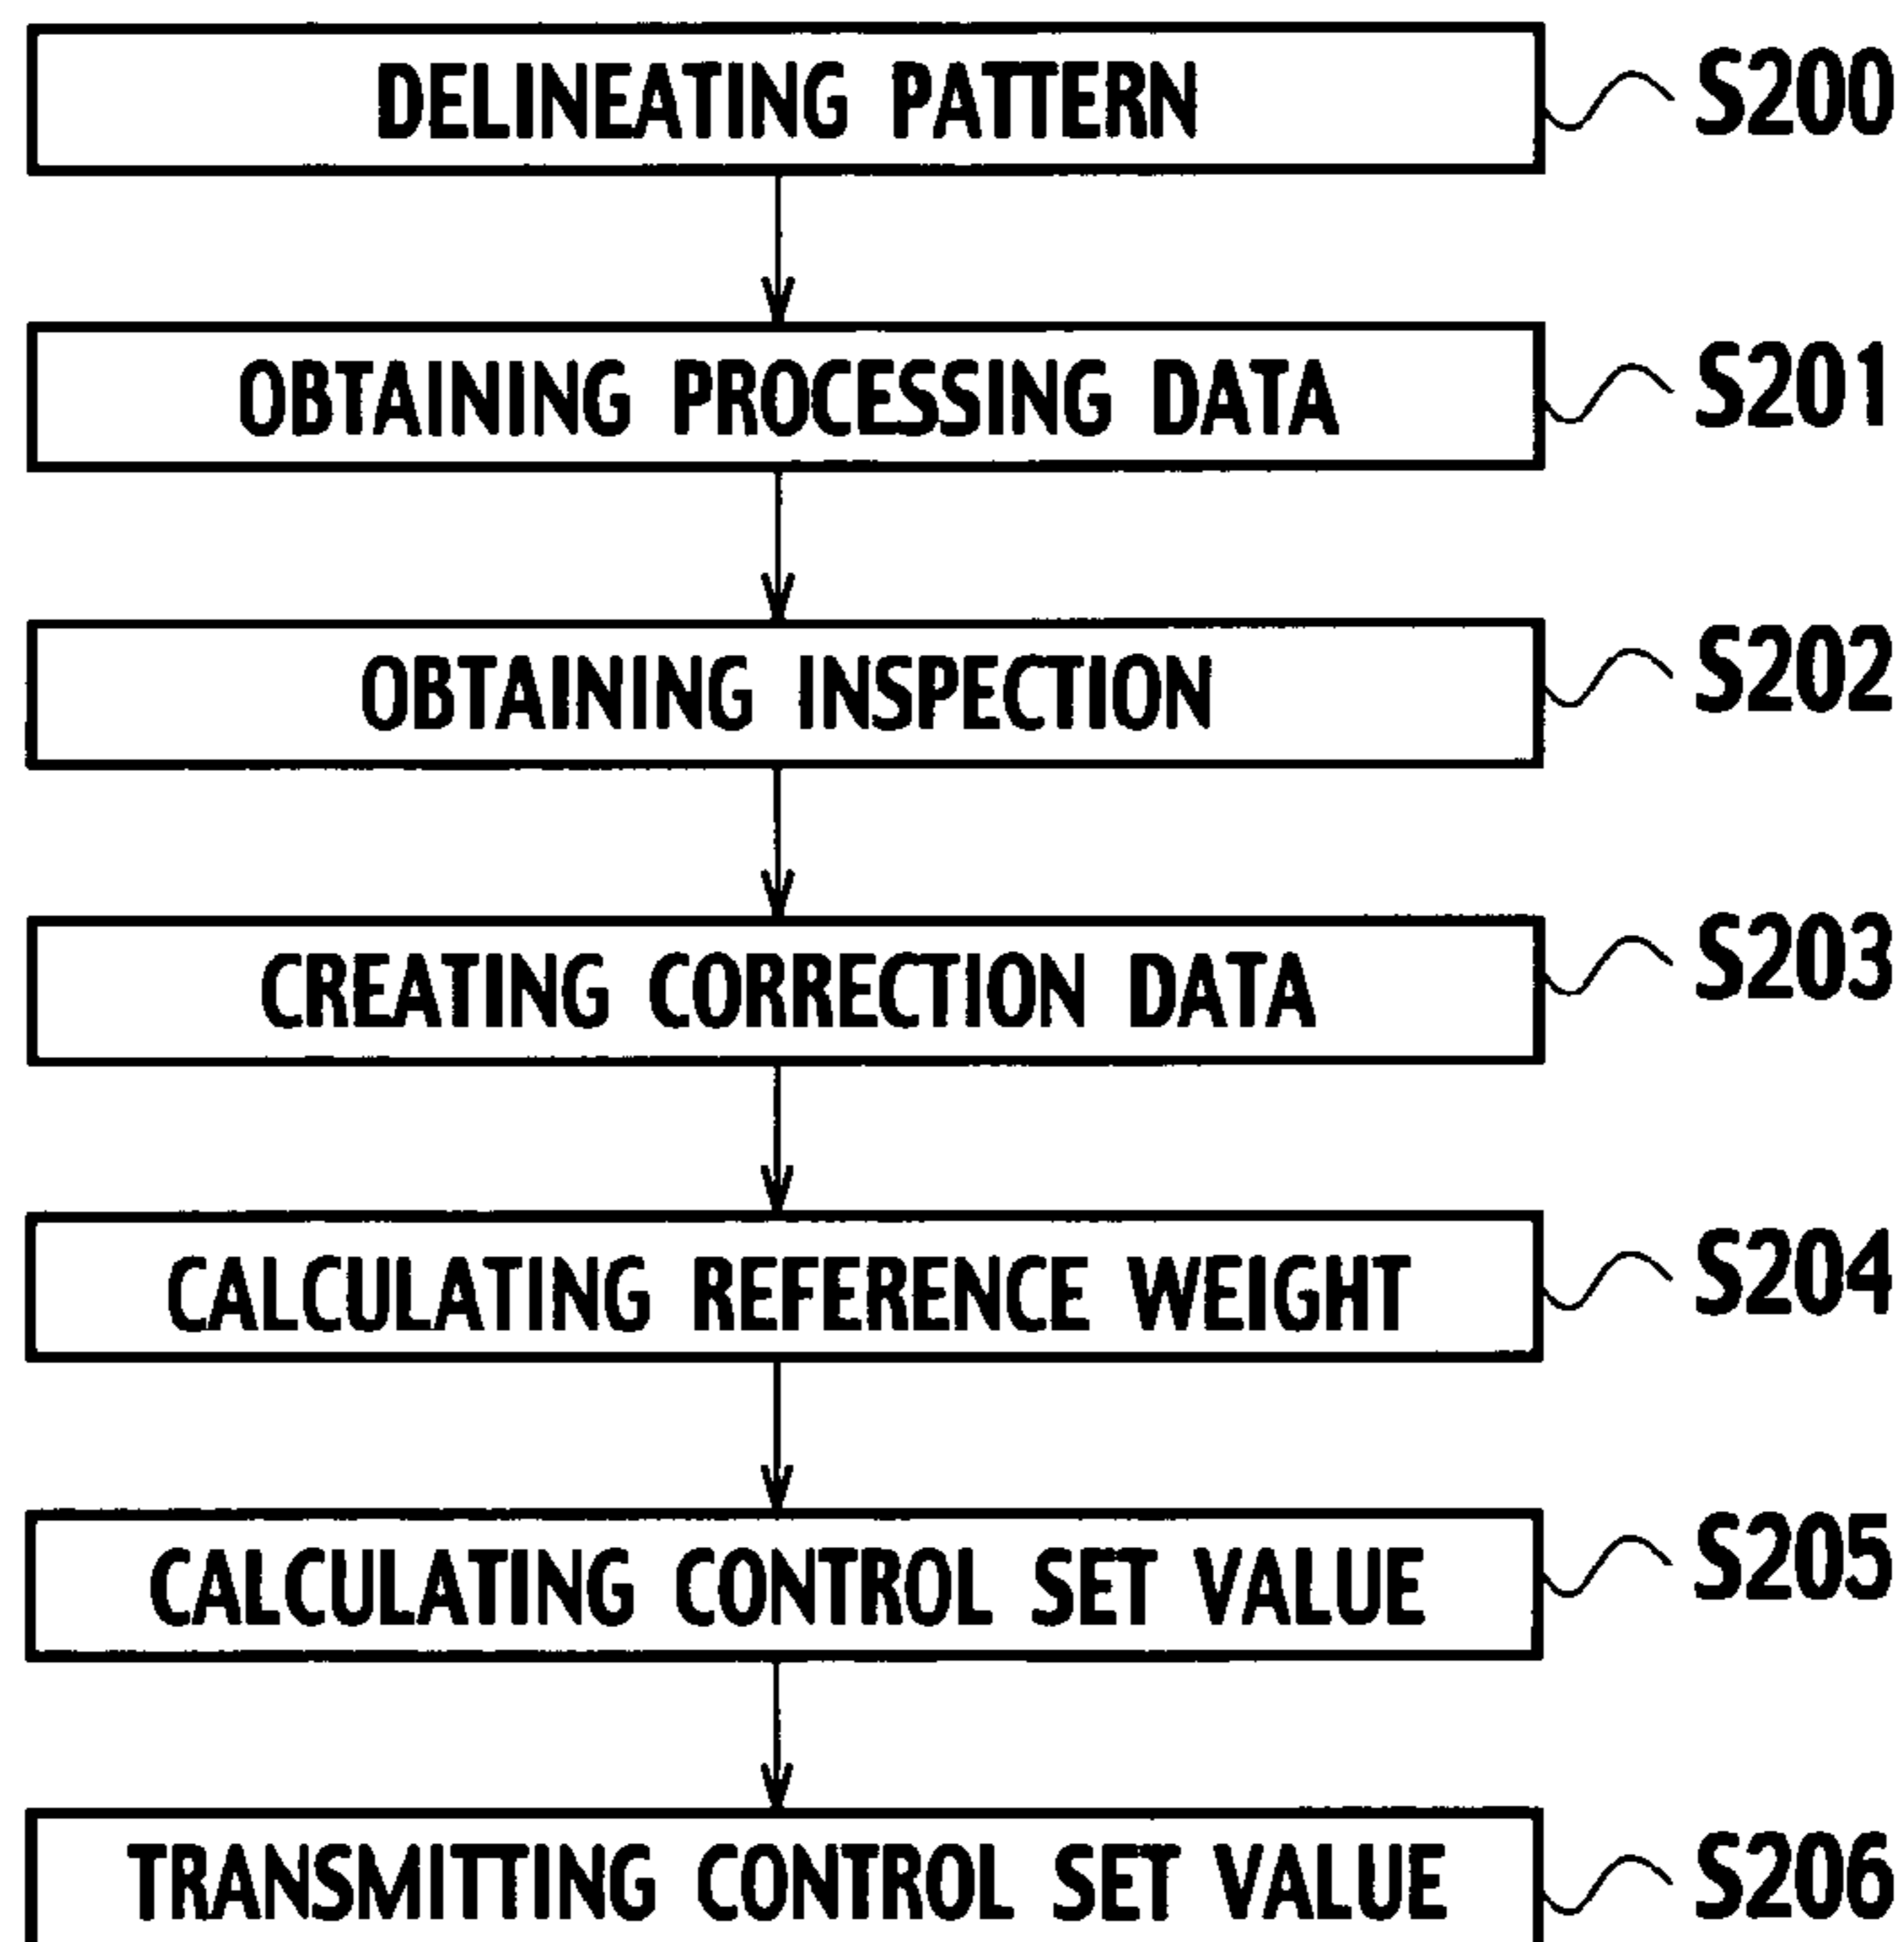 DELINEATING PATTERN S200
OBTAINING PROCESSING DATA S201
OBTAINING INSPECTION S202
CREATING CORRECTION DATA S203
CALCULATING REFERENCE WEIGHT S204
CALCULATING CONTROL SET VALUE S205
TRANSMITTING CONTROL SET VALUE S206